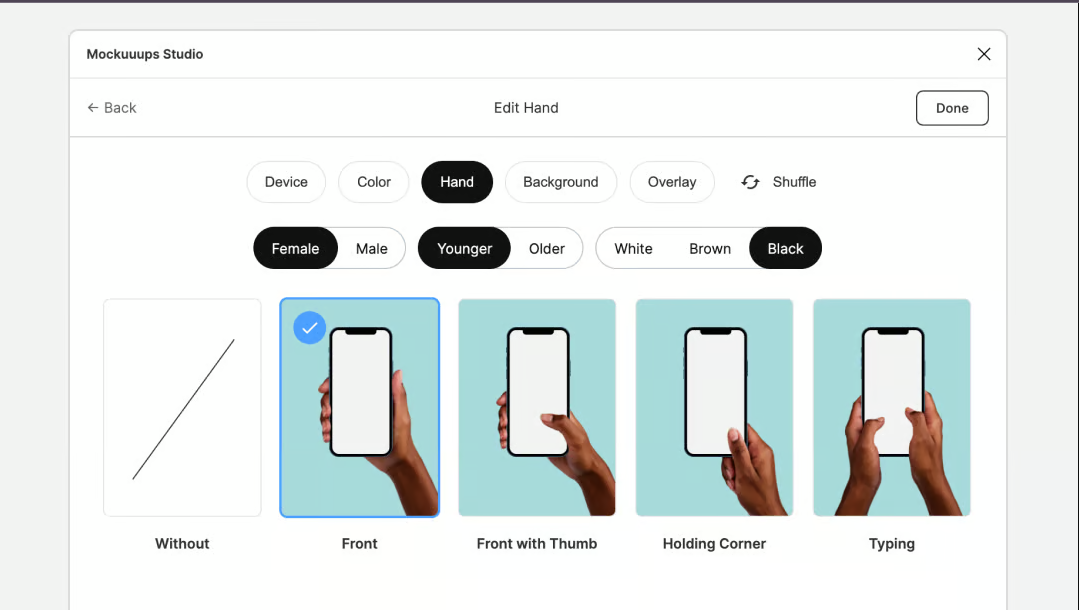 Mockuuups Studio
← Back
Edit Hand
Done
Device
Color
Hand
Background
Overlay
Shuffle
Female
Male
Younger
Older
White
Brown
Black
Without
Front
Front with Thumb
Holding Corner
Typing